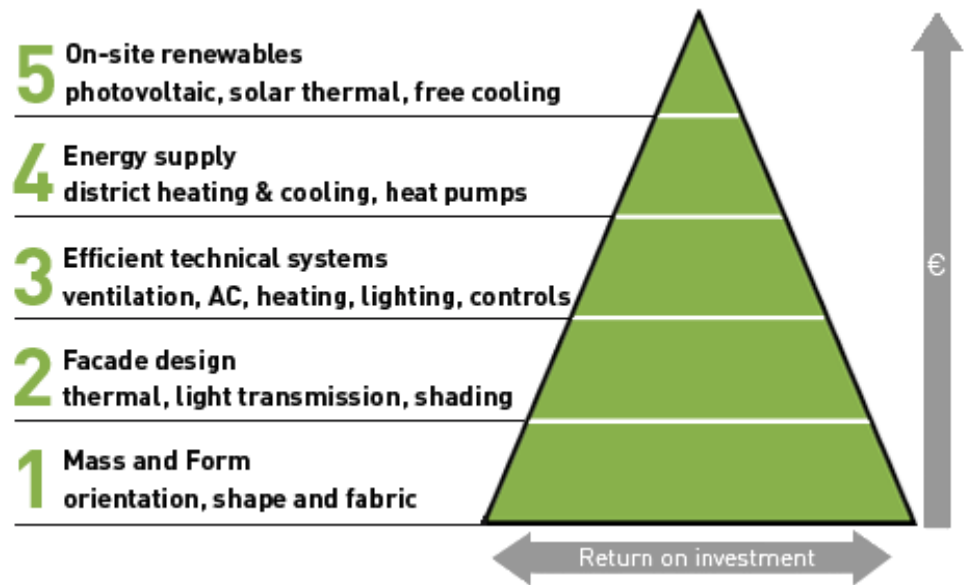 5 On-site renewables
photovoltaic, solar thermal, free cooling
4 Energy supply
district heating & cooling, heat pumps
3 Efficient technical systems
ventilation, AC, heating, lighting, controls
€
2 Facade design
thermal, light transmission, shading
1 Mass and Form
orientation, shape and fabric
Return on investment